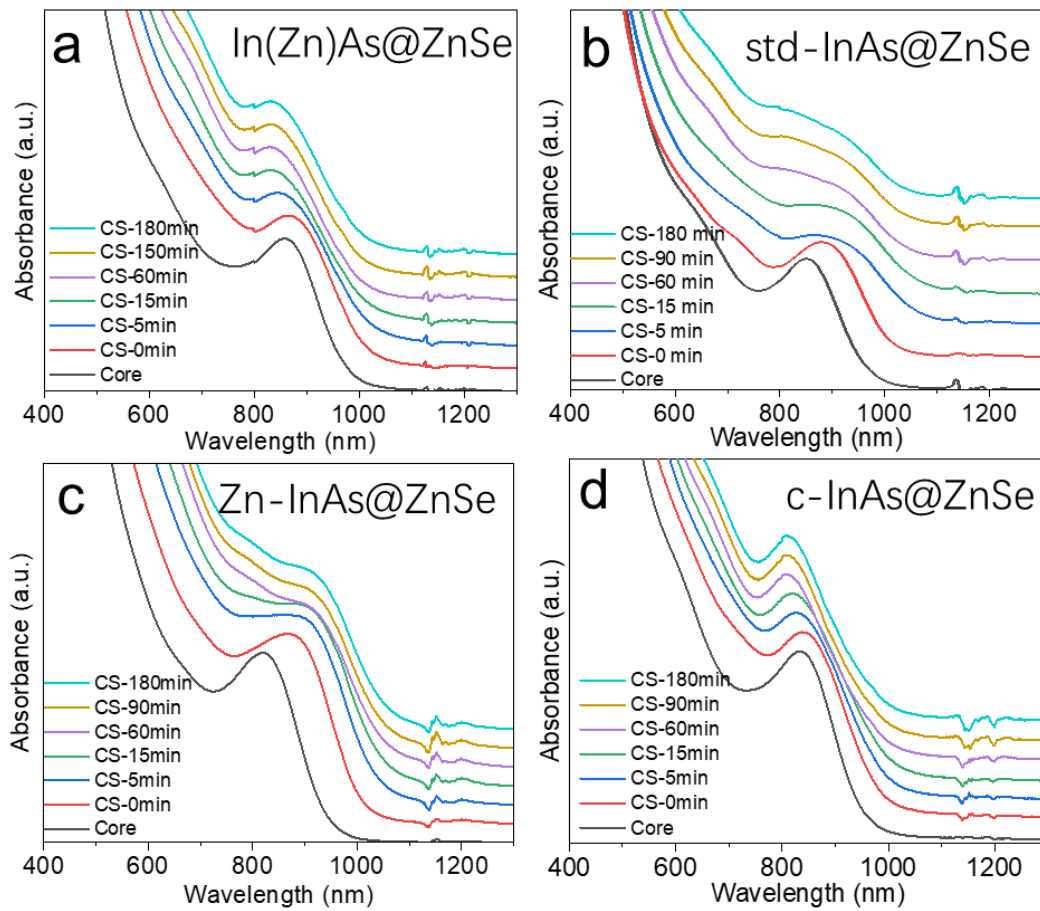 a
In(Zn)As@ZnSe
Absorbance (a.u.)
CS-180min
CS-150min
CS-60min
CS-15min
CS-5min
CS-0min
Core
400 600 800 1000 1200
Wavelength (nm)
b
std-InAs@ZnSe
Absorbance (a.u.)
CS-180 min
CS-90 min
CS-60 min
CS-15 min
CS-5 min
CS-0 min
Core
400 600 800 1000 1200
Wavelength (nm)
c
Zn-InAs@ZnSe
Absorbance (a.u.)
CS-180min
CS-90min
CS-60min
CS-15min
CS-5min
CS-0min
Core
400 600 800 1000 1200
Wavelength (nm)
d
c-InAs@ZnSe
Absorbance (a.u.)
CS-180min
CS-90min
CS-60min
CS-15min
CS-5min
CS-0min
Core
400 600 800 1000 1200
Wavelength (nm)